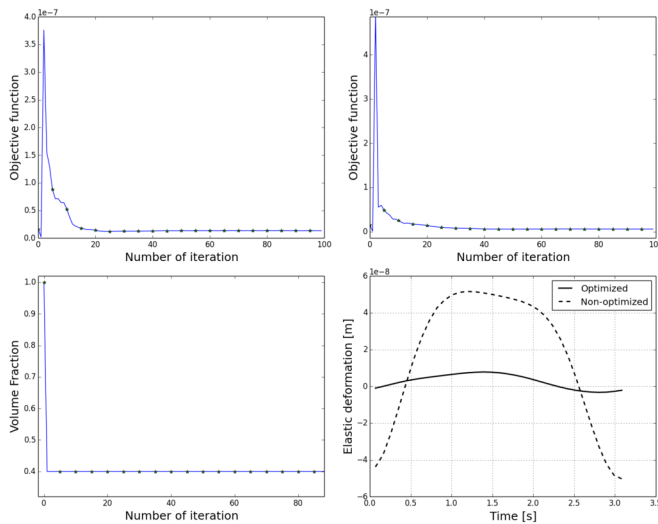 1e−7
4.0
3.5
3.0
2.5
2.0
1.5
1.0
0.5
0.0
0 20 40 60 80 100
Number of iteration
Objective function
1e−7
4
3
2
1
0
0 20 40 60 80 10
Number of iteration
Objective function
1.0
0.9
0.8
0.7
0.6
0.5
0.4
0 20 40 60 80
Number of iteration
Volume Fraction
1e−8
6
4
2
0
−2
−4
−6
0.0 0.5 1.0 1.5 2.0 2.5 3.0 3.5
Time [s]
Elastic deformation [m]
Optimized
Non-optimized